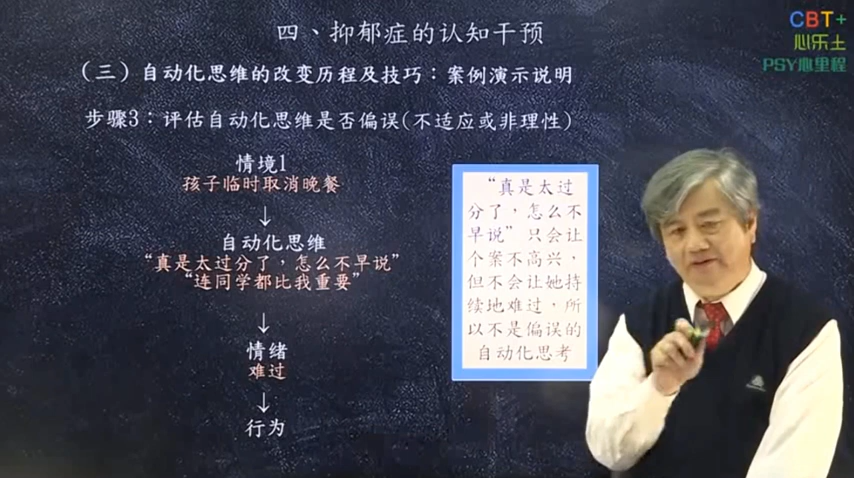 CBT+
心乐土
PSY心里程
四、抑郁症的认知干预
（三）自动化思维的改变历程及技巧：案例演示说明
步骤3：评估自动化思维是否偏误(不适应或非理性)
情境1
孩子临时取消晚餐
↓
自动化思维
“真是太过分了，怎么不早说”
“连同学都比我重要”
↓
情绪
难过
↓
行为
“真是太过
分了，怎么不
早说”只会让
个案不高兴，
但不会让她持
续地难过，所
以不是偏误的
自动化思考